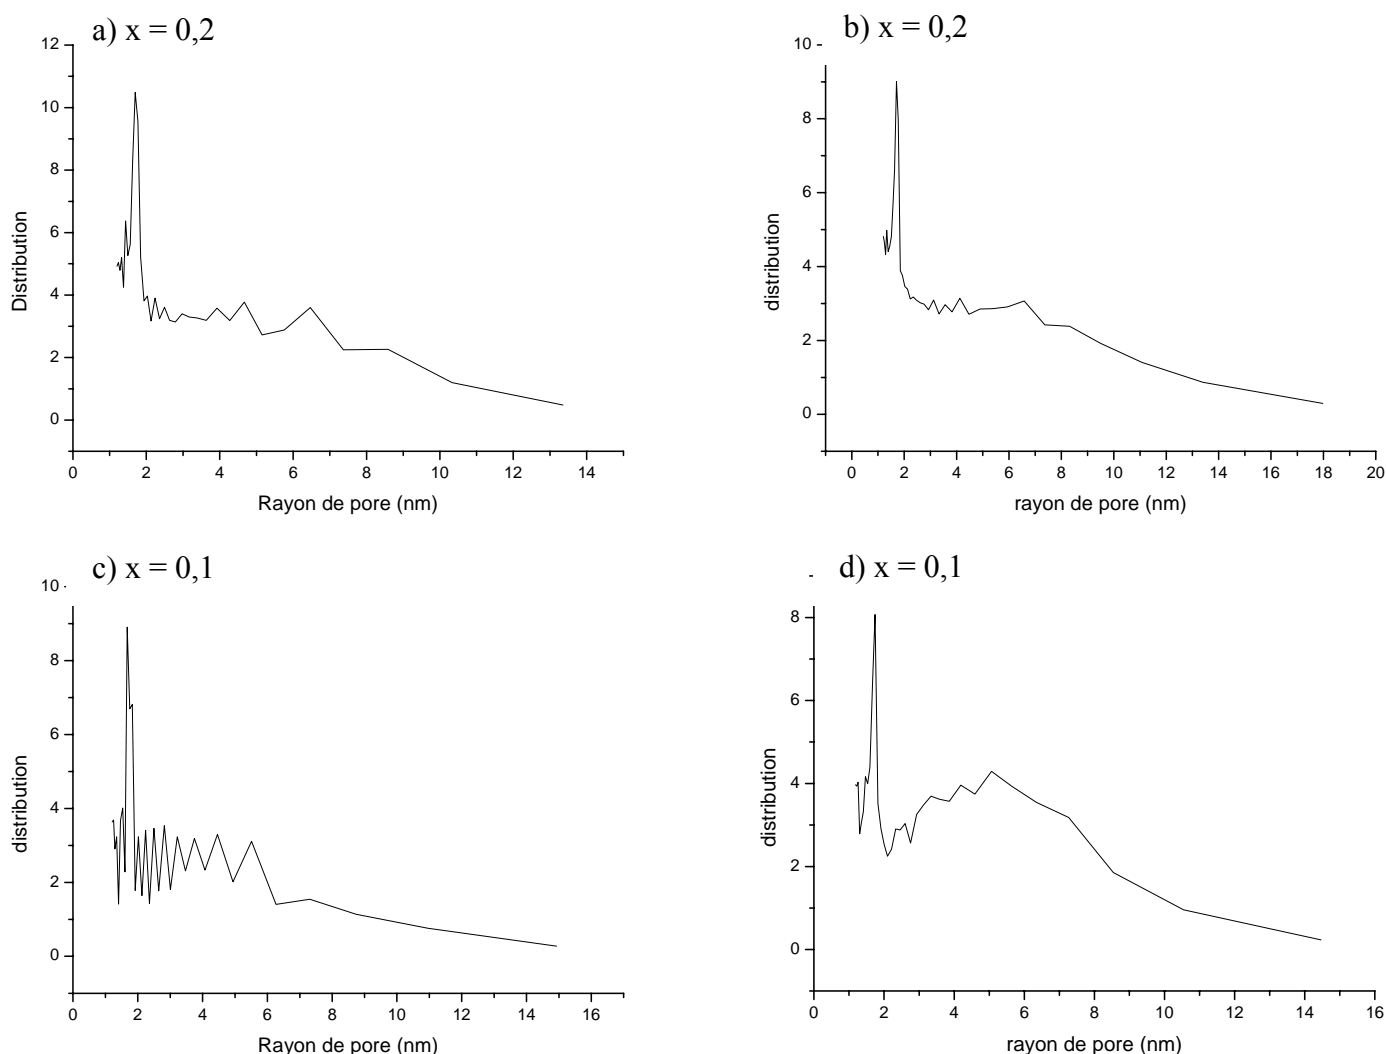 a) x = 0,2
12
10
8
6
4
2
0
Distribution
0 2 4 6 8 10 12 14
Rayon de pore (nm)
b) x = 0,2
10
8
6
4
2
0
distribution
0 2 4 6 8 10 12 14 16 18 20
rayon de pore (nm)
c) x = 0,1
10
8
6
4
2
0
distribution
0 2 4 6 8 10 12 14 16
Rayon de pore (nm)
d) x = 0,1
8
6
4
2
0
distribution
0 2 4 6 8 10 12 14 16
rayon de pore (nm)